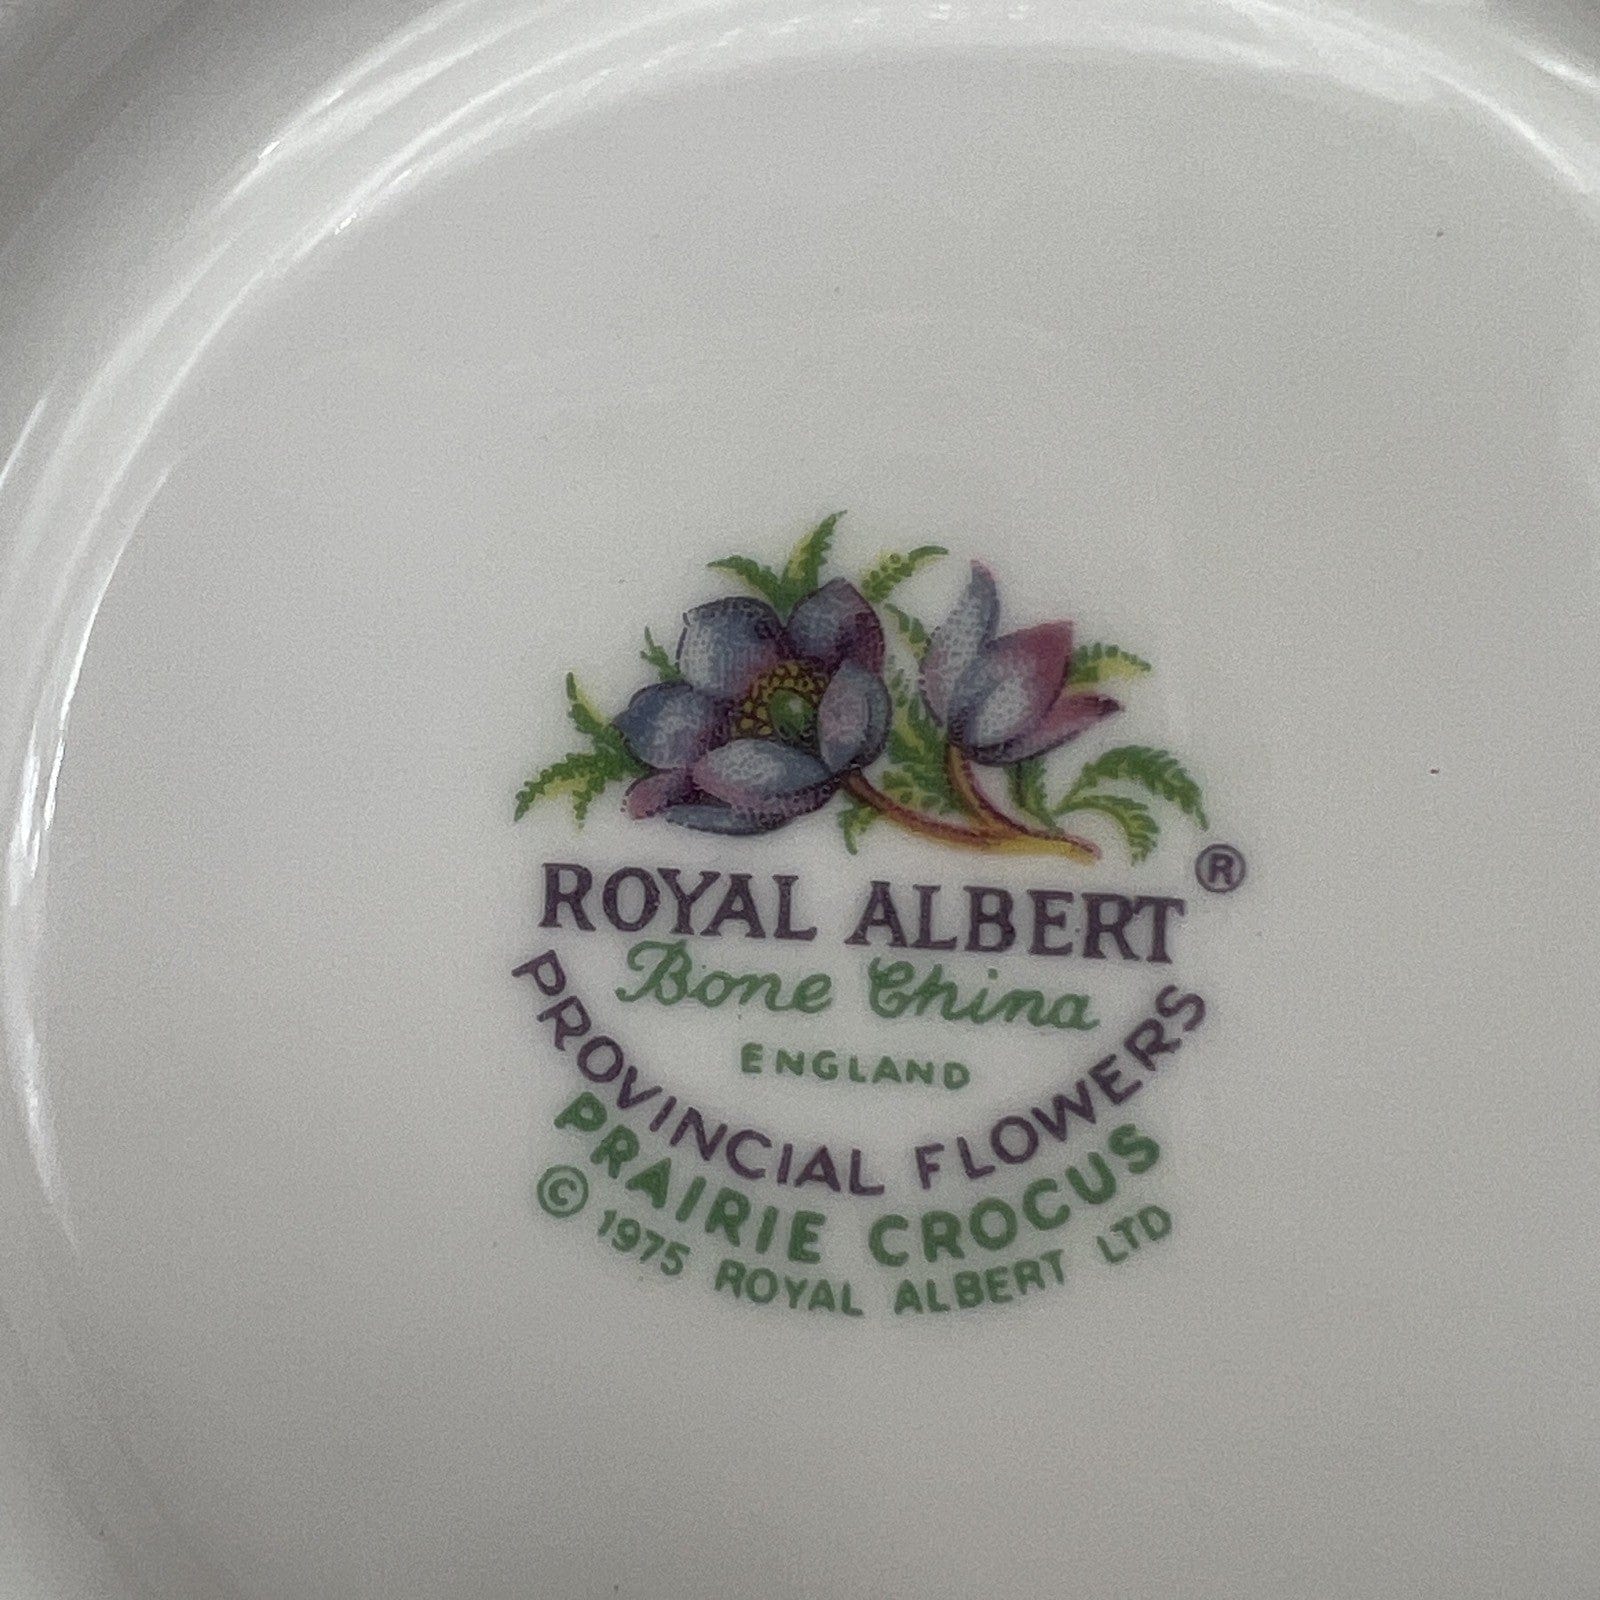 ROYAL ALBERT ®
Bone China
ENGLAND
PROVINCIAL FLOWERS
PRAIRIE CROCUS
© 1975 ROYAL ALBERT LTD